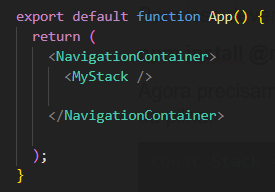 export default function App() {
  return (
    <NavigationContainer>
      <MyStack />

    </NavigationContainer>

  );
}